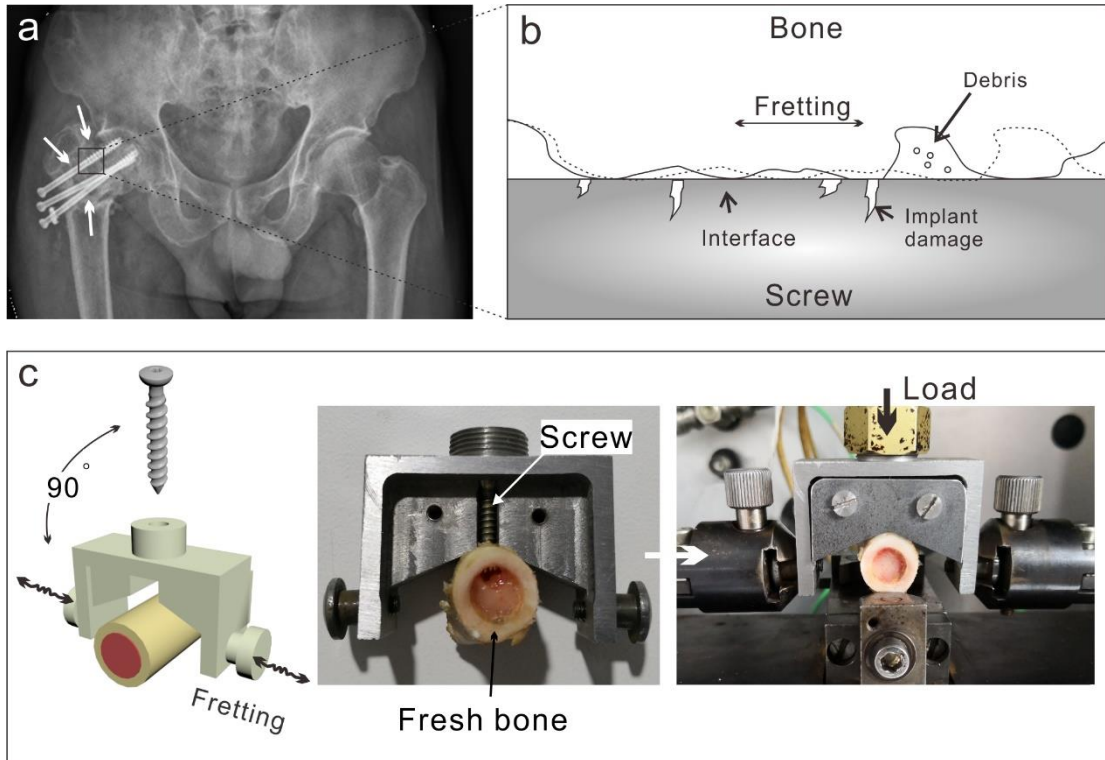 a
b
Bone
Debris
Fretting
Interface
Implant
damage
Screw
c
90°
Fretting
Screw
Fresh bone
Load